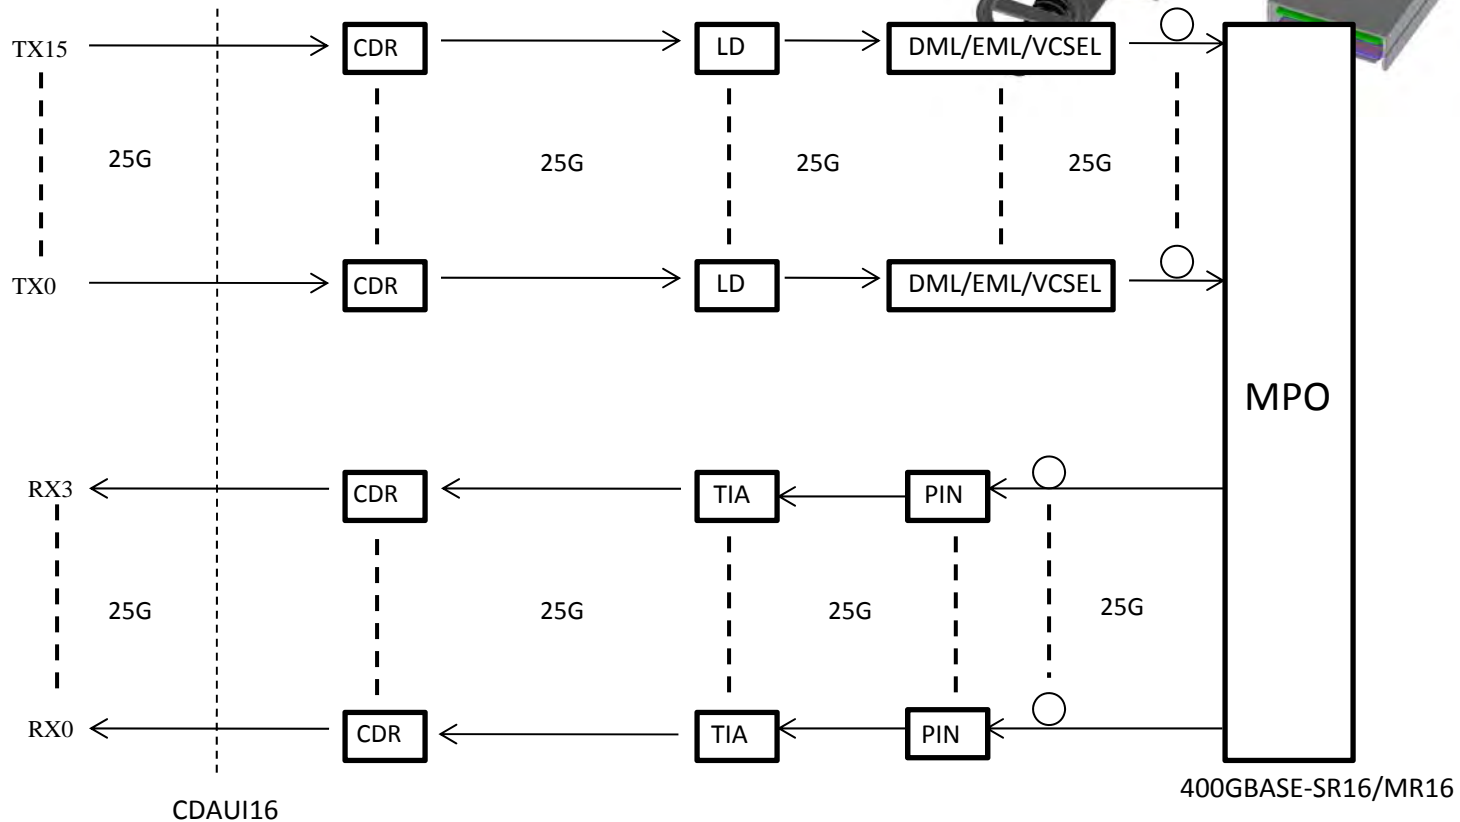 TX15 CDR LD DML/EML/VCSEL
25G 25G 25G 25G
TX0 CDR LD DML/EML/VCSEL
MPO
RX3 CDR TIA PIN
25G 25G 25G 25G
RX0 CDR TIA PIN
400GBASE-SR16/MR16
CDAUI16